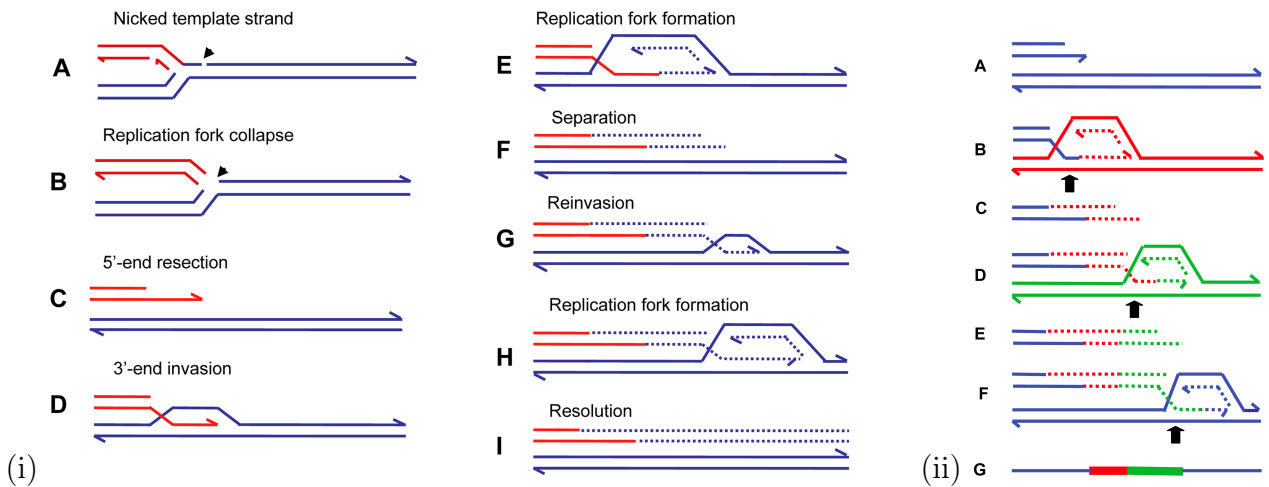 Nicked template strand
A
Replication fork collapse
B
5'-end resection
C
3'-end invasion
D
(i)
Replication fork formation
E
Separation
F
Reinvasion
G
Replication fork formation
H
Resolution
I
A
B
C
D
E
F
(ii)
G